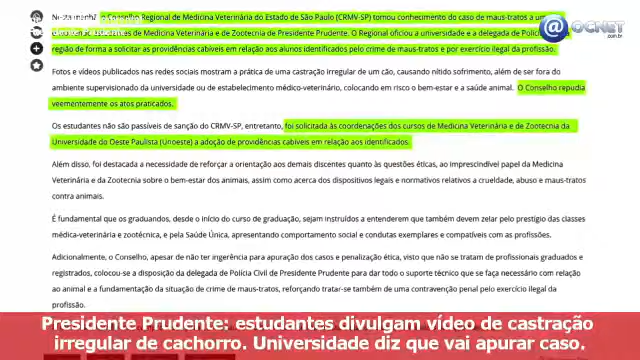 @OCNET
.com.br
o Conselho Regional de Medicina Veterinária do Estado de São Paulo (CRMV-SP) tomou conhecimento do caso de maus-tratos a um
de Medicina Veterinária e de Zootecnia de Presidente Prudente. O Regional oficiou a universidade e a delegada de Polícia
região de forma a solicitar as providências cabíveis em relação aos alunos identificados pelo crime de maus-tratos e por exercício ilegal da profissão.
Fotos e vídeos publicados nas redes sociais mostram a prática de uma castração irregular de um cão, causando nítido sofrimento, além de ser fora do
ambiente supervisionado da universidade ou de estabelecimento médico-veterinário, colocando em risco o bem-estar e a saúde animal. O Conselho repudia
veementemente os atos praticados.
Os estudantes não são passíveis de sanção do CRMV-SP, entretanto, foi solicitada às coordenações dos cursos de Medicina Veterinária e de Zootecnia da
Universidade do Oeste Paulista (Unoeste) a adoção de providências cabíveis em relação aos identificados.
Além disso, foi destacada a necessidade de reforçar a orientação aos demais discentes quanto às questões éticas, ao imprescindível papel da Medicina
Veterinária e da Zootecnia sobre o bem-estar dos animais, assim como acerca dos dispositivos legais e normativos relativos a crueldade, abuso e maus-tratos
contra animais.
É fundamental que os graduandos, desde o início do curso de graduação, sejam instruídos a entenderem que também devem zelar pelo prestígio das classes
médica-veterinária e zootécnica, e pela Saúde Única, apresentando comportamento social e condutas exemplares e compatíveis com as profissões.
Adicionalmente, o Conselho, apesar de não ter ingerência para apuração dos casos e penalização ética, visto que não se tratam de profissionais graduados e
registrados, colocou-se a disposição da delegada de Polícia Civil de Presidente Prudente para dar todo o suporte técnico que se faça necessário com relação
ao animal e a fundamentação da situação de crime de maus-tratos, reforçando tratar-se também de uma contravenção penal pelo exercício ilegal da
profissão.
Presidente Prudente: estudantes divulgam vídeo de castração
irregular de cachorro. Universidade diz que vai apurar caso.